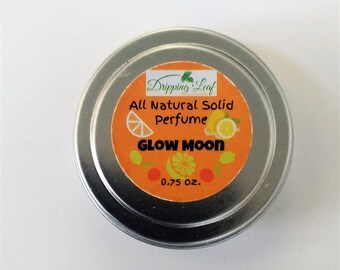 Dripping Leaf
All Natural Solid
Perfume
GLOW MOON
0.75 oz.